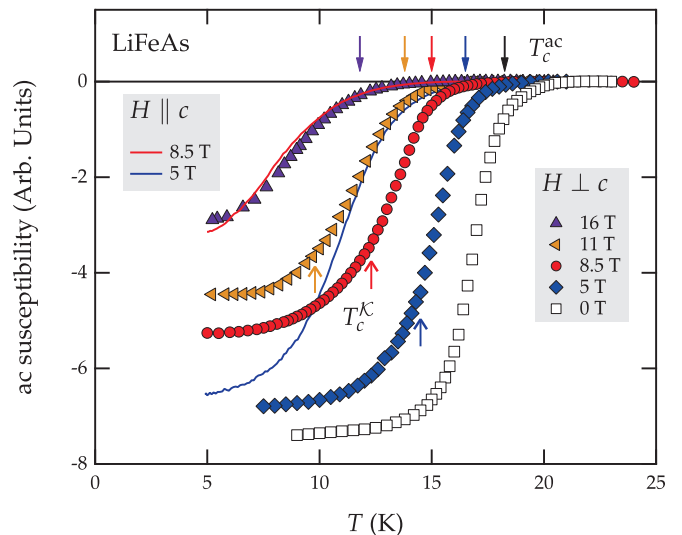 LiFeAs
T_c^ac
H ∥ c
8.5 T
5 T
H ⊥ c
16 T
11 T
8.5 T
5 T
0 T
T_c^𝒦
ac susceptibility (Arb. Units)
0
-2
-4
-6
-8
0
5
10
15
20
25
T (K)